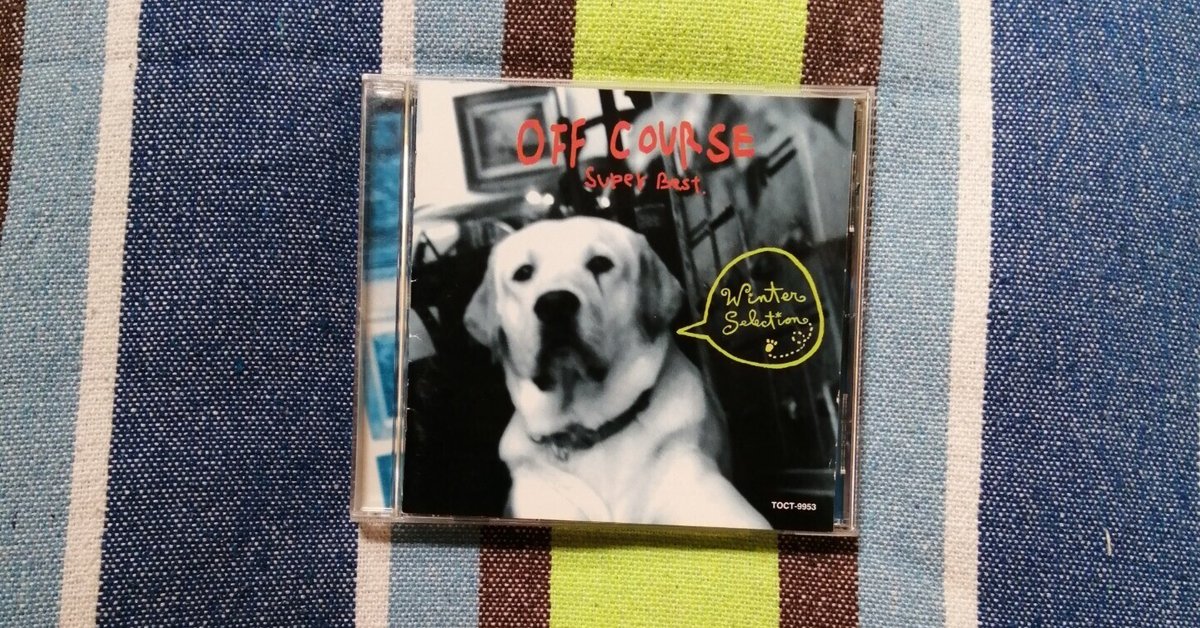 OFF COURSE
Super Best.
Winter
Selection
TOCT-9953